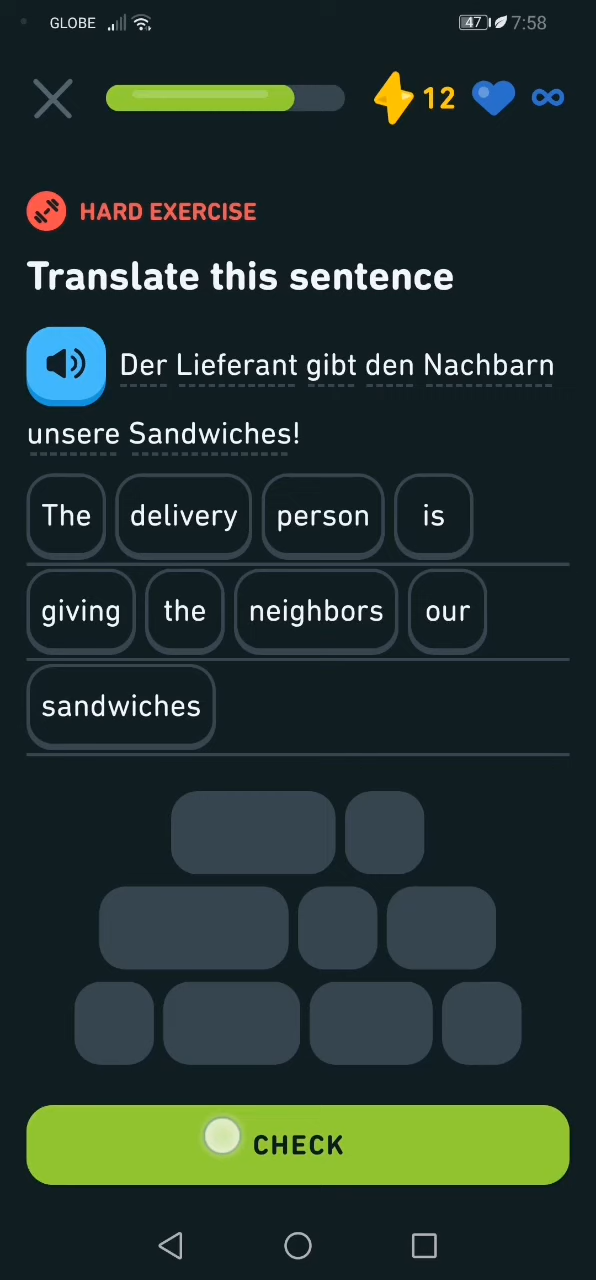 GLOBE 47 7:58
12
HARD EXERCISE
Translate this sentence
Der Lieferant gibt den Nachbarn
unsere Sandwiches!
The delivery person is
giving the neighbors our
sandwiches
CHECK